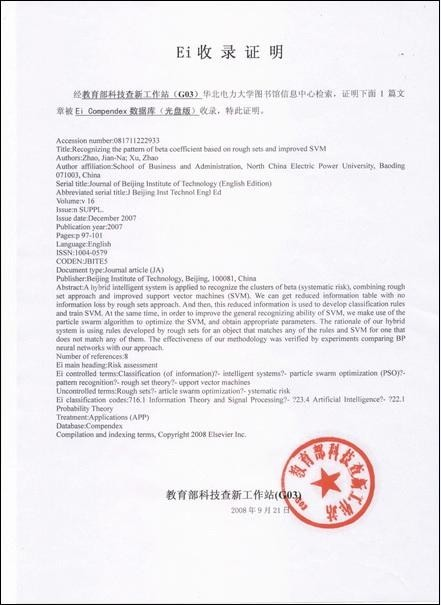 Ei 收录证明
经教育部科技查新工作站（G03）华北电力大学图书馆信息中心检索，证明下面 1 篇文
章被 Ei Compendex 数据库（光盘版）收录，特此证明。
Accession number:081711222933
Title:Recognizing the pattern of beta coefficient based on rough sets and improved SVM
Authors:Zhao, Jian-Na; Xu, Zhao
Author affiliation:School of Business and Administration, North China Electric Power University, Baoding
071003, China
Serial title:Journal of Beijing Institute of Technology (English Edition)
Abbreviated serial title:J Beijing Inst Technol Engl Ed
Volume:v 16
Issue:n SUPPL.
Issue date:December 2007
Publication year:2007
Pages:p 97-101
Language:English
ISSN:1004-0579
CODEN:JBITE5
Document type:Journal article (JA)
Publisher:Beijing Institute of Technology, Beijing, 100081, China
Abstract:A hybrid intelligent system is applied to recognize the clusters of beta (systematic risk), combining rough
set approach and improved support vector machines (SVM). We can get reduced information table with no
information loss by rough sets approach. And then, this reduced information is used to develop classification rules
and train SVM. At the same time, in order to improve the general recognizing ability of SVM, we make use of the
particle swarm algorithm to optimize the SVM, and obtain appropriate parameters. The rationale of our hybrid
system is using rules developed by rough sets for an object that matches any of the rules and SVM for one that
does not match any of them. The effectiveness of our methodology was verified by experiments comparing BP
neural networks with our approach.
Number of references:8
Ei main heading:Risk assessment
Ei controlled terms:Classification (of information)?- intelligent systems?- particle swarm optimization (PSO)?-
pattern recognition?- rough set theory?- upport vector machines
Uncontrolled terms:Rough sets?- article swarm optimization?- ystematic risk
Ei classification codes:716.1 Information Theory and Signal Processing?- ?23.4 Artificial Intelligence?- ?22.1
Probability Theory
Treatment:Applications (APP)
Database:Compendex
Compilation and indexing terms, Copyright 2008 Elsevier Inc.
教育部科技查新工作站
教育部科技查新工作站(G03)
2008 年 9 月 21 日